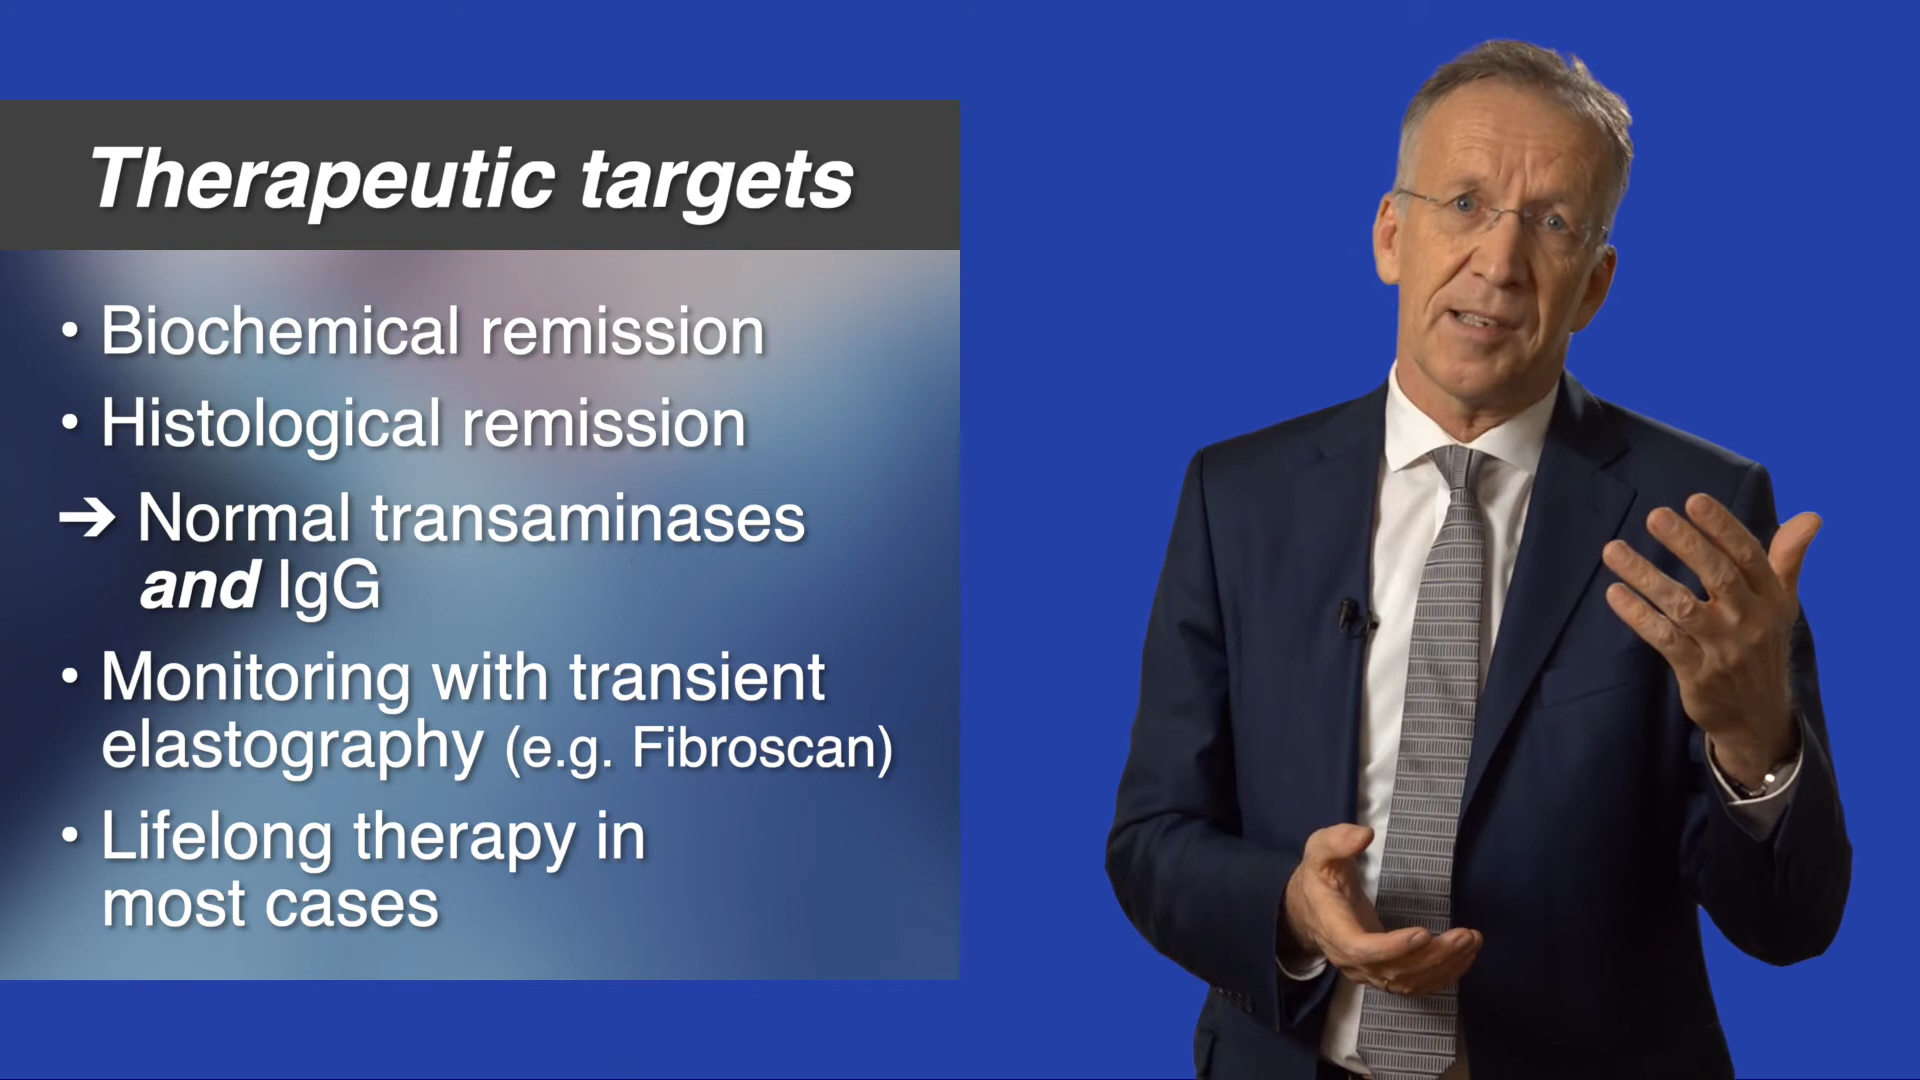 Therapeutic targets
• Biochemical remission
• Histological remission
➔ Normal transaminases
and IgG
• Monitoring with transient
elastography (e.g. Fibroscan)
• Lifelong therapy in
most cases